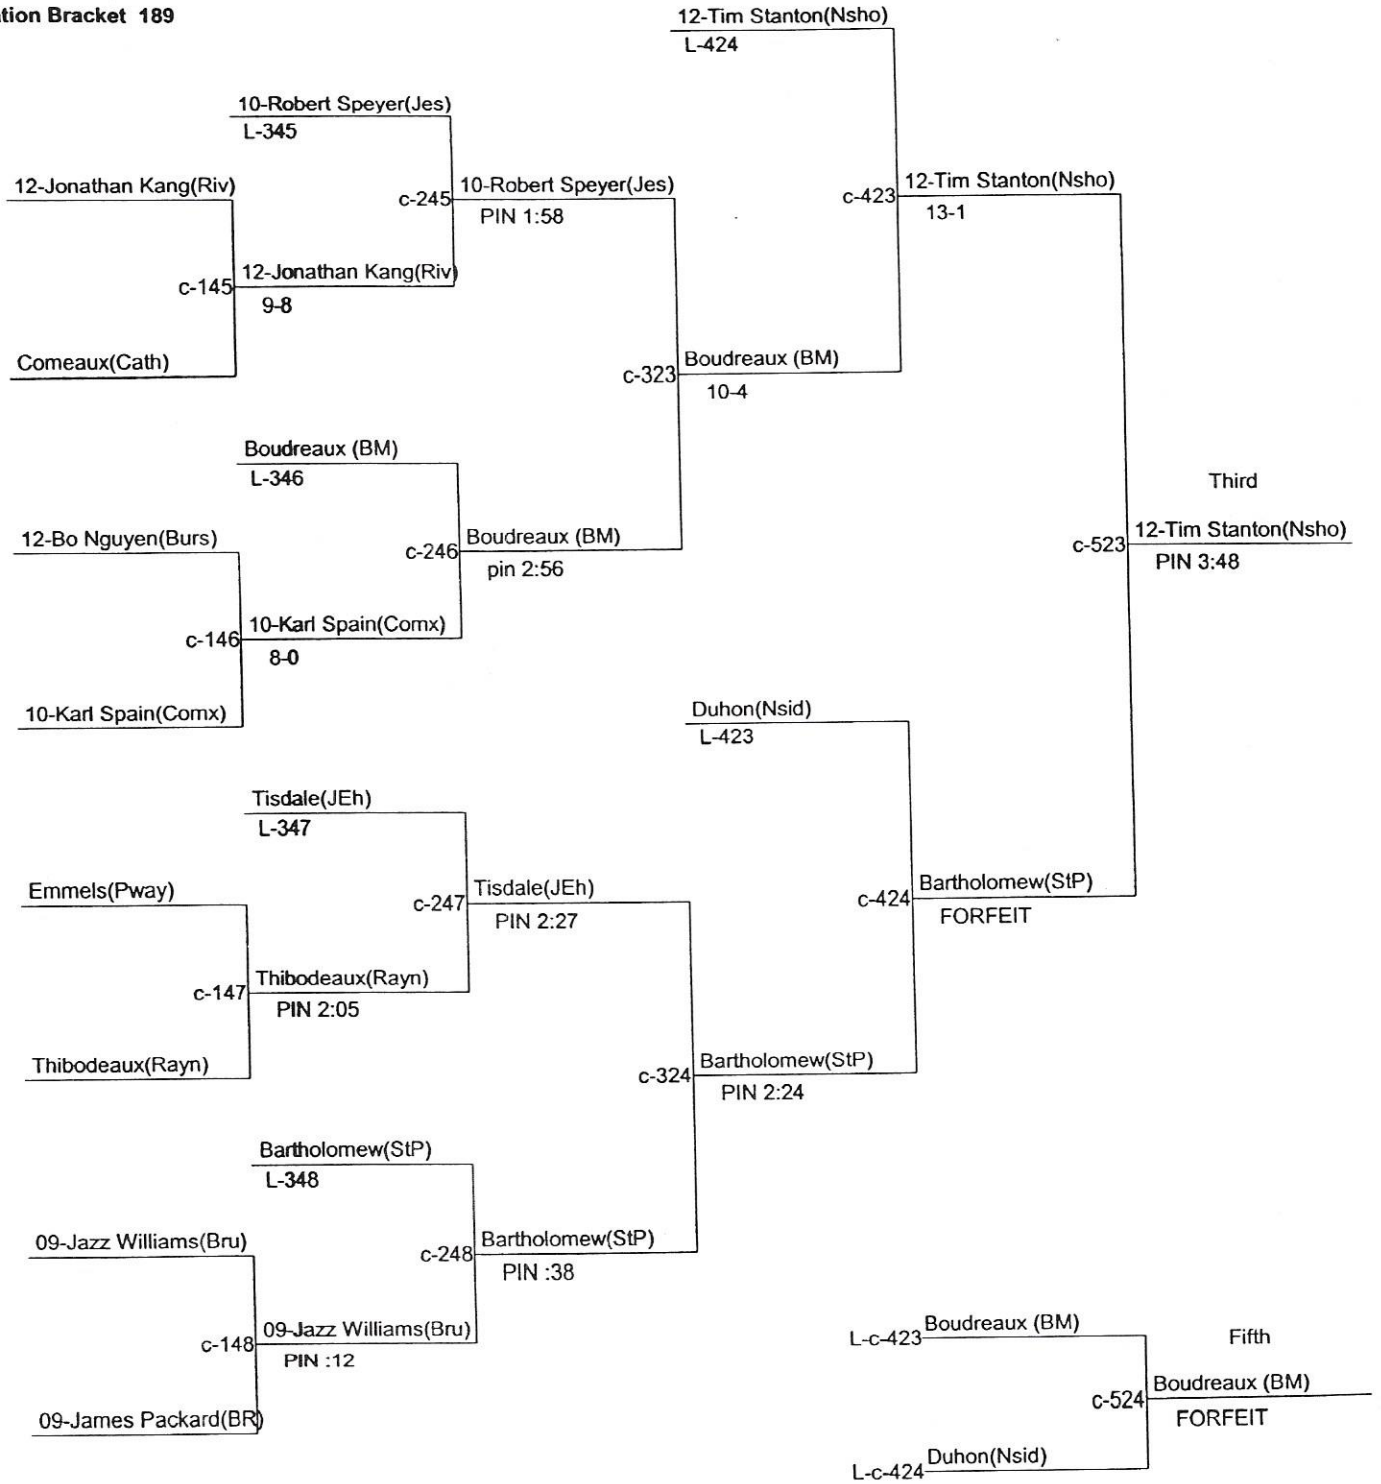 ation Bracket 189
12-Tim Stanton(Nsho)
L-424
10-Robert Speyer(Jes)
L-345
12-Jonathan Kang(Riv)
c-245
10-Robert Speyer(Jes)
PIN 1:58
c-423
12-Tim Stanton(Nsho)
13-1
c-145
12-Jonathan Kang(Riv)
9-8
Comeaux(Cath)
c-323
Boudreaux (BM)
10-4
Boudreaux (BM)
L-346
Third
12-Bo Nguyen(Burs)
c-246
Boudreaux (BM)
pin 2:56
c-523
12-Tim Stanton(Nsho)
PIN 3:48
c-146
10-Karl Spain(Comx)
8-0
10-Karl Spain(Comx)
Duhon(Nsid)
L-423
Tisdale(JEh)
L-347
Emmels(Pway)
c-247
Tisdale(JEh)
PIN 2:27
c-424
Bartholomew(StP)
FORFEIT
c-147
Thibodeaux(Rayn)
PIN 2:05
Thibodeaux(Rayn)
c-324
Bartholomew(StP)
PIN 2:24
Bartholomew(StP)
L-348
09-Jazz Williams(Bru)
c-248
Bartholomew(StP)
PIN :38
c-148
09-Jazz Williams(Bru)
PIN :12
09-James Packard(BR)
L-c-423
Boudreaux (BM)
Fifth
c-524
Boudreaux (BM)
FORFEIT
L-c-424
Duhon(Nsid)